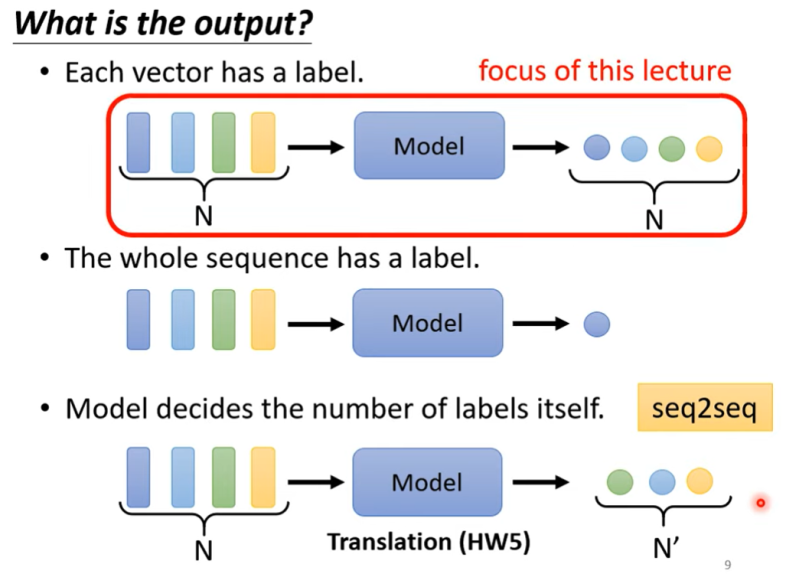 What is the output?
• Each vector has a label.
focus of this lecture
Model
N
N
• The whole sequence has a label.
Model
• Model decides the number of labels itself.
seq2seq
Model
Translation (HW5)
N
N’
9